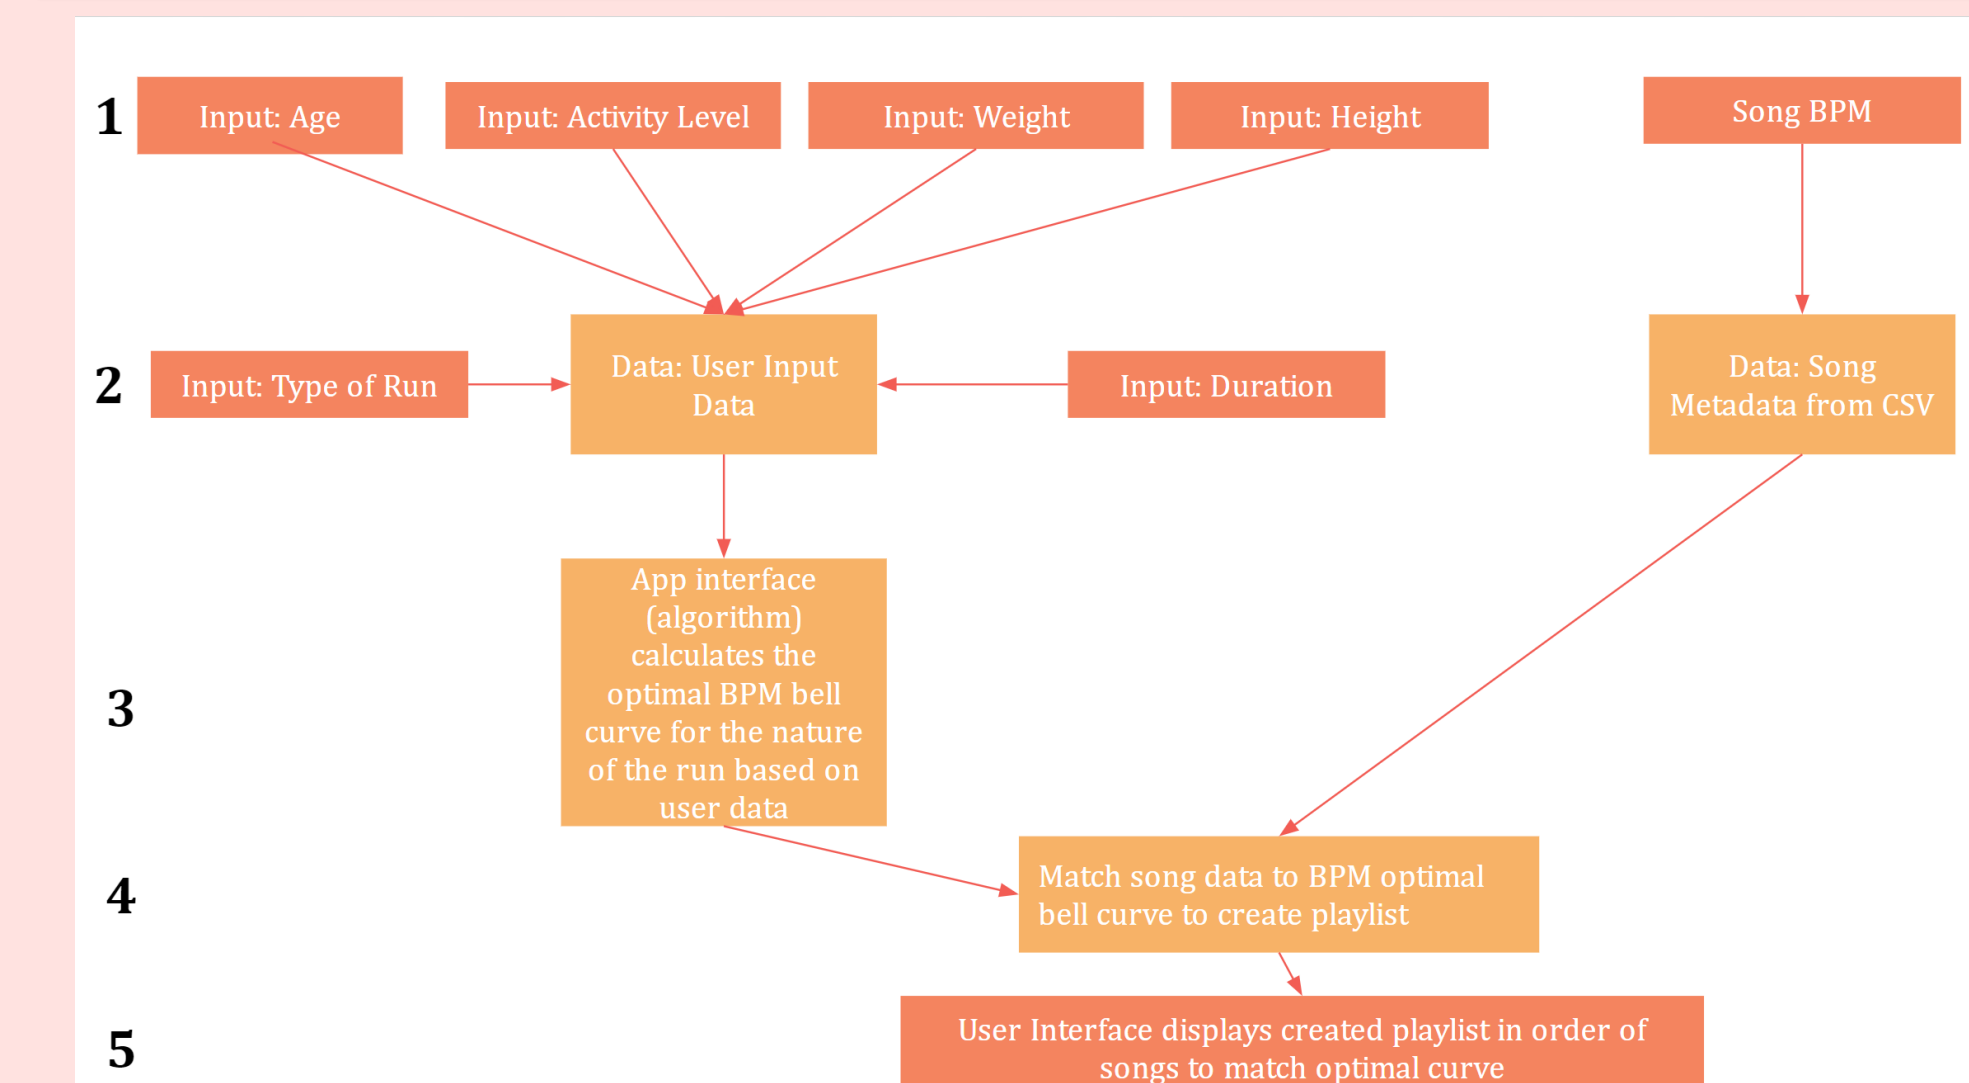 1
Input: Age
Input: Activity Level
Input: Weight
Input: Height
Song BPM
2
Input: Type of Run
Data: User Input
Data
Input: Duration
Data: Song
Metadata from CSV
3
App interface
(algorithm)
calculates the
optimal BPM bell
curve for the nature
of the run based on
user data
4
Match song data to BPM optimal
bell curve to create playlist
5
User Interface displays created playlist in order of
songs to match optimal curve